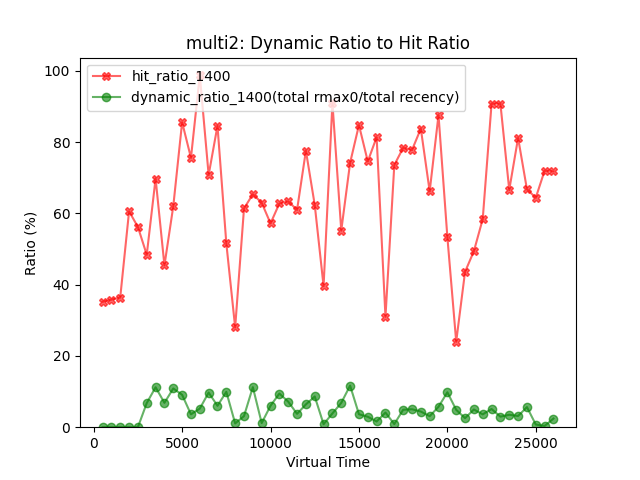 multi2: Dynamic Ratio to Hit Ratio
hit_ratio_1400
dynamic_ratio_1400(total rmax0/total recency)
Ratio (%)
100
80
60
40
20
0
0 5000 10000 15000 20000 25000
Virtual Time